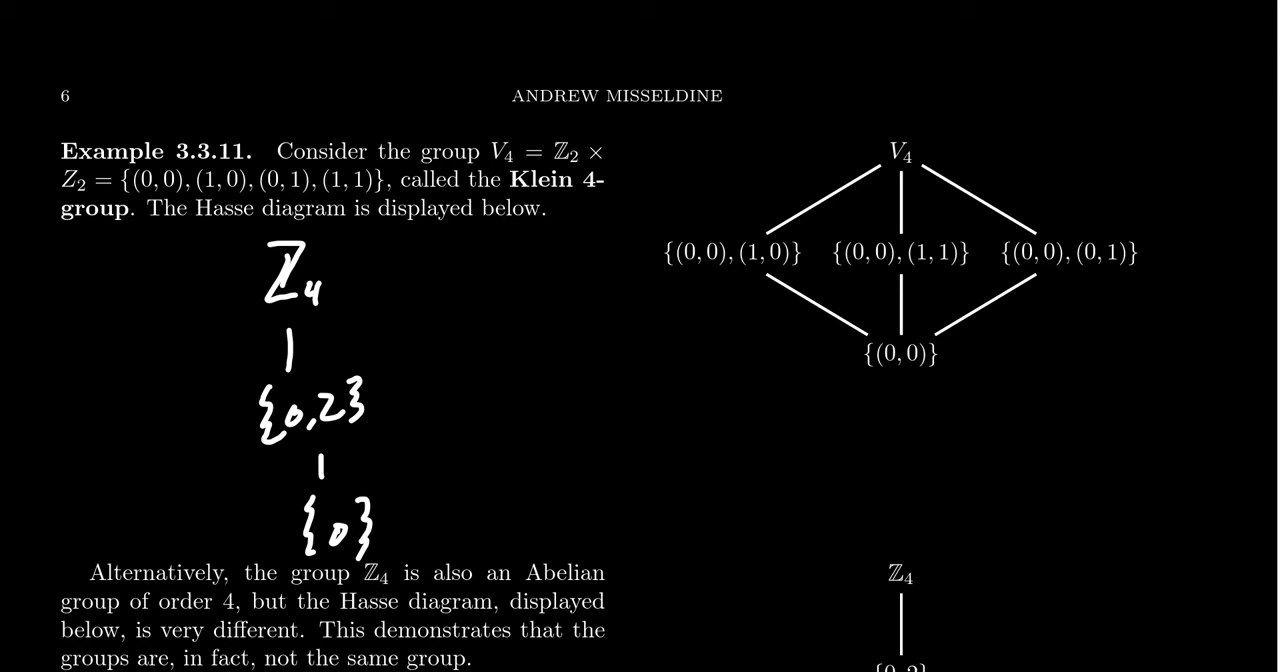 6
ANDREW MISSELDINE
Example 3.3.11. Consider the group V₄ = ℤ₂ ×
Z₂ = {(0, 0), (1, 0), (0, 1), (1, 1)}, called the Klein 4-
group. The Hasse diagram is displayed below.
ℤ₄
{0,2}
{0}
Alternatively, the group ℤ₄ is also an Abelian
group of order 4, but the Hasse diagram, displayed
below, is very different. This demonstrates that the
groups are, in fact, not the same group.
V₄
{(0, 0), (1, 0)} {(0, 0), (1, 1)} {(0, 0), (0, 1)}
{(0, 0)}
ℤ₄
{0, 2}